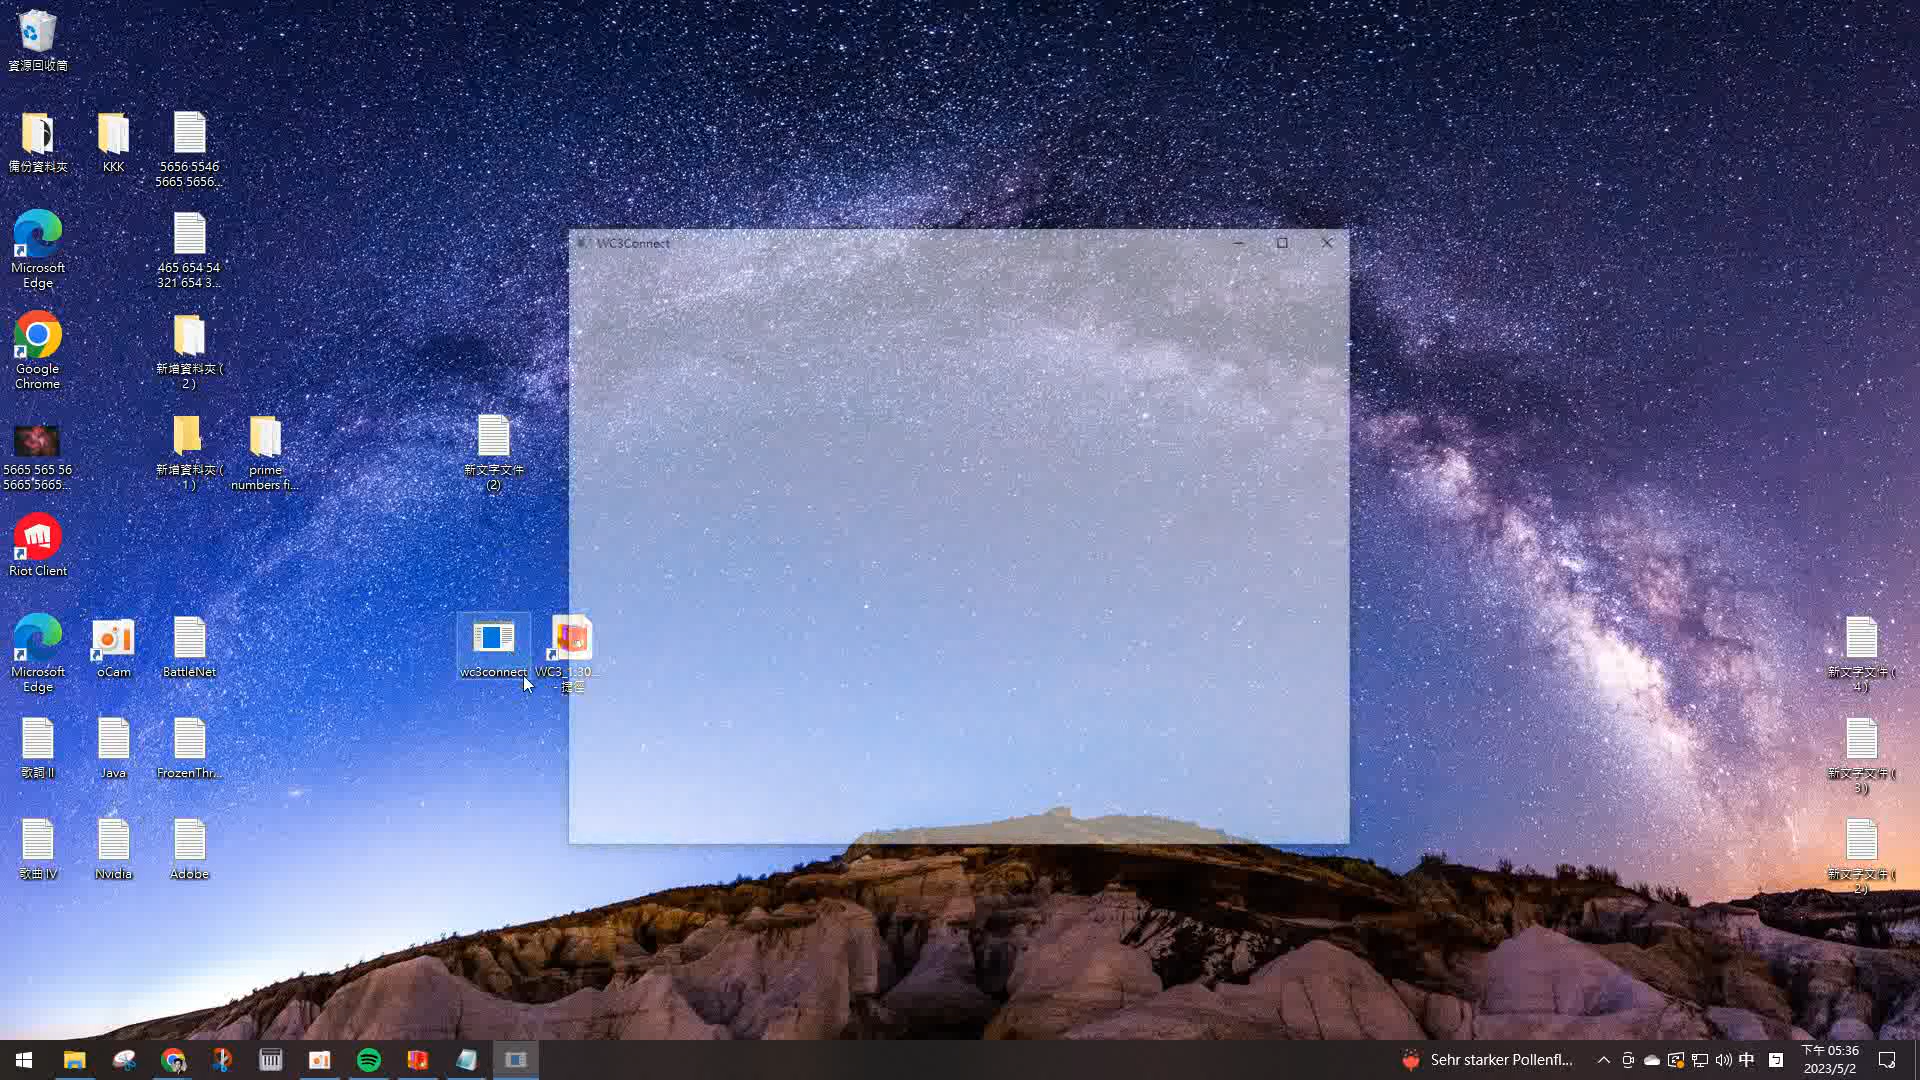 資源回收筒
備份資料夾
KKK
5656 5546
5665 5656...
Microsoft
Edge
465 654 54
321 654 3...
Google
Chrome
新增資料夾 (
2 )
5665 565 56
5665 5665...
新增資料夾 (
1 )
prime
numbers fi...
新文字文件
(2)
Riot Client
Microsoft
Edge
oCam
BattleNet
wc3connect
WC3_1.30...
- 捷徑
歌詞 II
Java
FrozenThr...
歌曲 IV
Nvidia
Adobe
WC3Connect
新文字文件 (
4 )
新文字文件 (
3 )
新文字文件 (
2 )
Sehr starker Pollenfl...
中
下午 05:36
2023/5/2